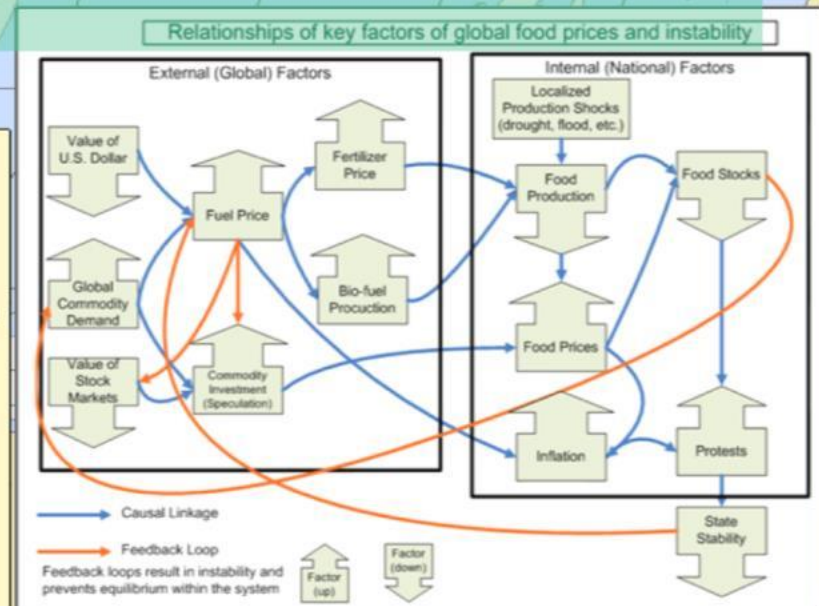 Relationships of key factors of global food prices and instability
External (Global) Factors
Value of
U.S. Dollar
Global
Commodity
Demand
Value of
Stock
Markets
Fuel Price
Commodity
Investment
(Speculation)
Fertilizer
Price
Bio-fuel
Procuction
Internal (National) Factors
Localized
Production Shocks
(drought, flood, etc.)
Food
Production
Food Prices
Inflation
Food Stocks
Protests
State
Stability
Causal Linkage
Feedback Loop
Feedback loops result in instability and
prevents equilibrium within the system
Factor
(up)
Factor
(down)